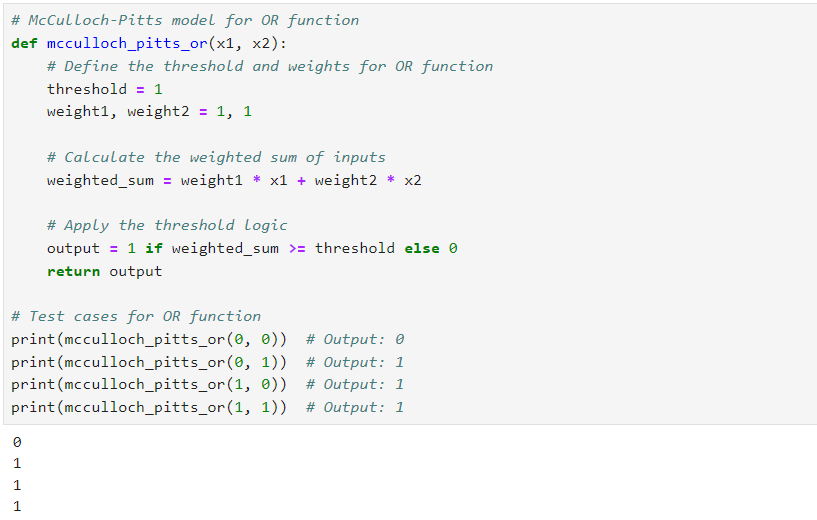 # McCulloch-Pitts model for OR function
def mcculloch_pitts_or(x1, x2):
    # Define the threshold and weights for OR function
    threshold = 1
    weight1, weight2 = 1, 1
    # Calculate the weighted sum of inputs
    weighted_sum = weight1 * x1 + weight2 * x2
    # Apply the threshold logic
    output = 1 if weighted_sum >= threshold else 0
    return output
# Test cases for OR function
print(mcculloch_pitts_or(0, 0))  # Output: 0
print(mcculloch_pitts_or(0, 1))  # Output: 1
print(mcculloch_pitts_or(1, 0))  # Output: 1
print(mcculloch_pitts_or(1, 1))  # Output: 1
0
1
1
1